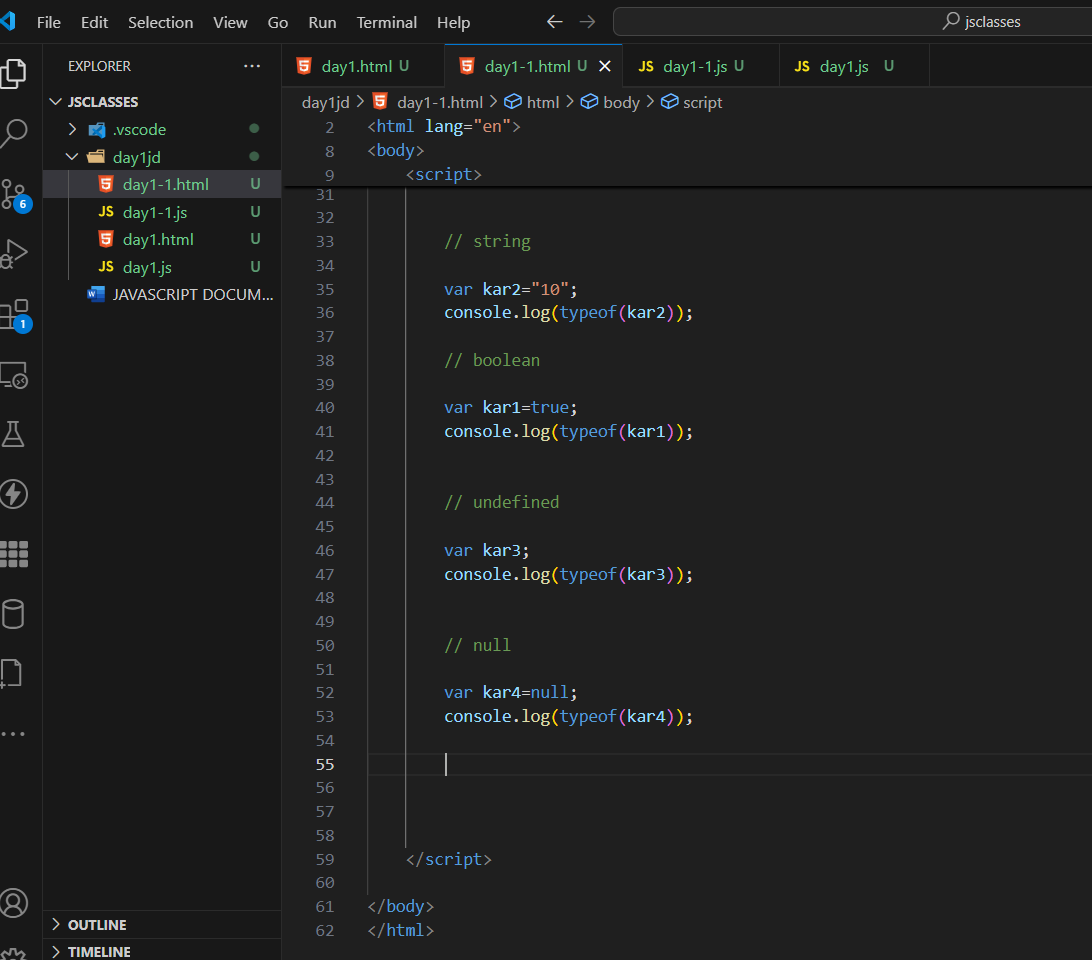 File Edit Selection View Go Run Terminal Help
jsclasses
EXPLORER
JSCLASSES
.vscode
day1jd
day1-1.html U
day1-1.js U
day1.html U
day1.js U
JAVASCRIPT DOCUM...
6
1
OUTLINE
TIMELINE
day1.html U day1-1.html U JS day1-1.js U JS day1.js U
day1jd > day1-1.html > html > body > script
2 <html lang="en">
8 <body>
9 <script>
31
32
33 // string
34
35 var kar2="10";
36 console.log(typeof(kar2));
37
38 // boolean
39
40 var kar1=true;
41 console.log(typeof(kar1));
42
43
44 // undefined
45
46 var kar3;
47 console.log(typeof(kar3));
48
49
50 // null
51
52 var kar4=null;
53 console.log(typeof(kar4));
54
55
56
57
58
59 </script>
60
61 </body>
62 </html>